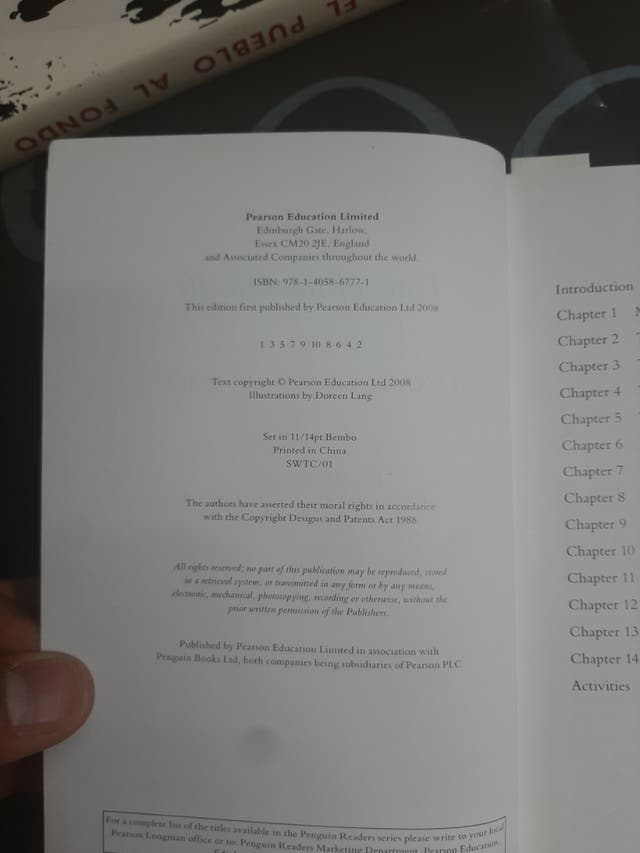 EL PUEBLO AL FONDO
Pearson Education Limited
Edinburgh Gate, Harlow,
Essex CM20 2JE, England
and Associated Companies throughout the world.
ISBN: 978-1-4058-6777-1
This edition first published by Pearson Education Ltd 2008
1 3 5 7 9 10 8 6 4 2
Text copyright © Pearson Education Ltd 2008
Illustrations by Doreen Lang
Set in 11/14pt Bembo
Printed in China
SWTC/01
The authors have asserted their moral rights in accordance
with the Copyright Designs and Patents Act 1988
All rights reserved; no part of this publication may be reproduced, stored
in a retrieval system, or transmitted in any form or by any means,
electronic, mechanical, photocopying, recording or otherwise, without the
prior written permission of the Publishers.
Published by Pearson Education Limited in association with
Penguin Books Ltd, both companies being subsidiaries of Pearson PLC
For a complete list of the titles available in the Penguin Readers series please write to your local
Pearson Longman office or to: Penguin Readers Marketing Department, Pearson Education,
Introduction
Chapter 1
Chapter 2
Chapter 3
Chapter 4
Chapter 5
Chapter 6
Chapter 7
Chapter 8
Chapter 9
Chapter 10
Chapter 11
Chapter 12
Chapter 13
Chapter 14
Activities